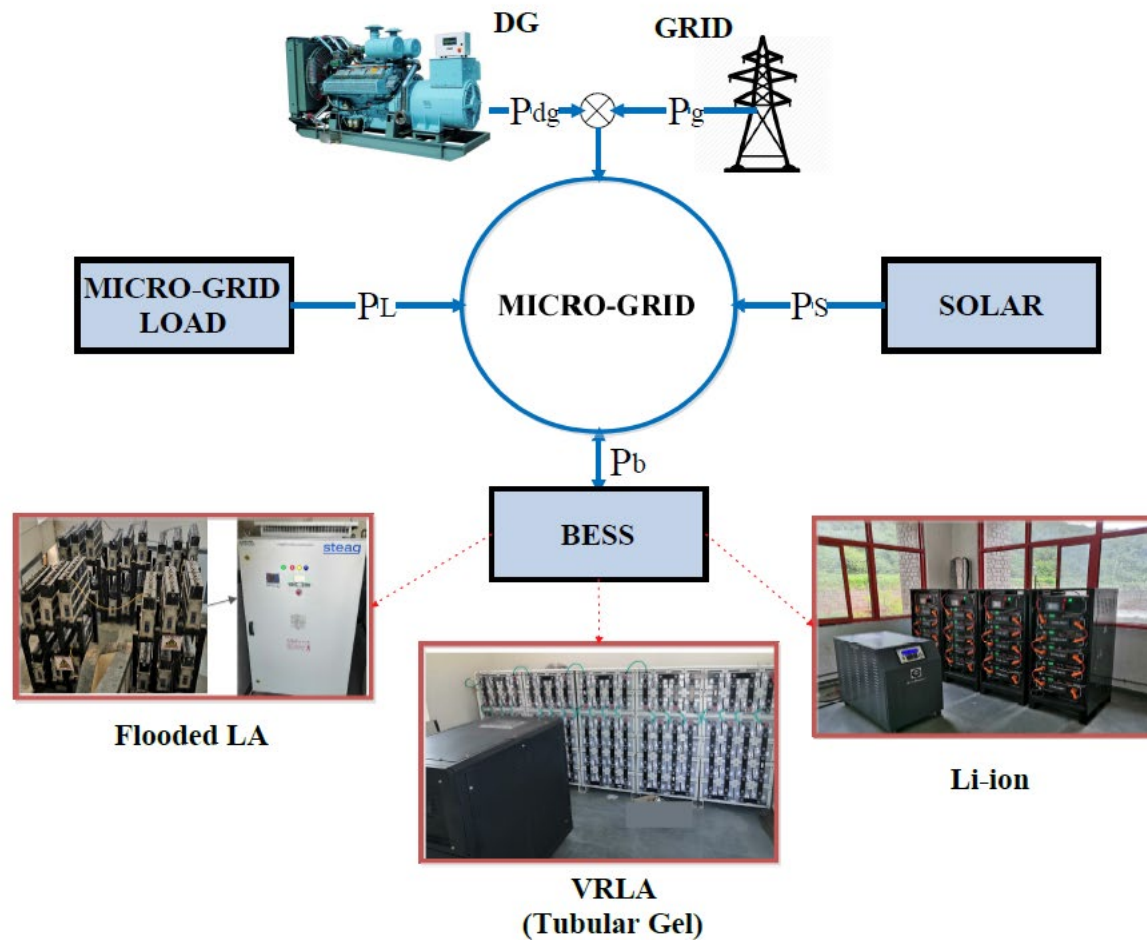 DG
GRID
Pdg
Pg
MICRO-GRID
LOAD
PL
MICRO-GRID
PS
SOLAR
Pb
BESS
steag
Flooded LA
VRLA
(Tubular Gel)
Li-ion